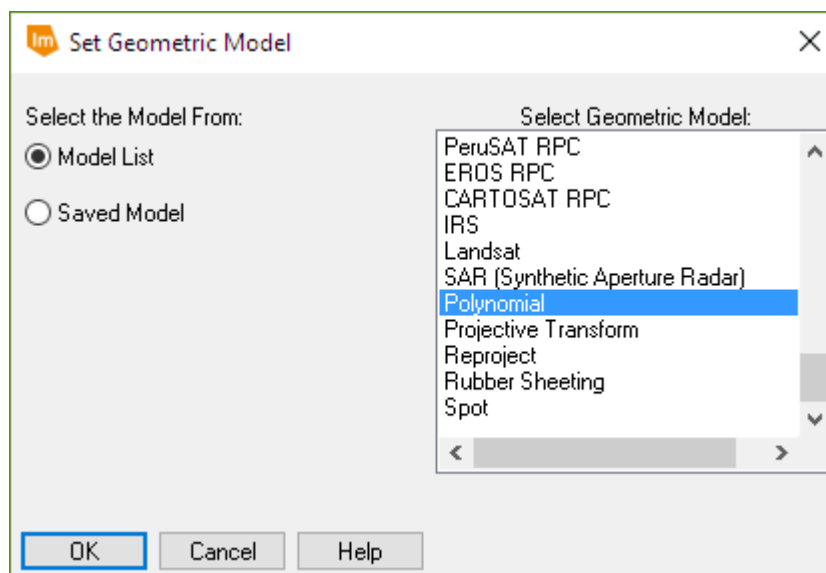 Im Set Geometric Model
Select the Model From:
Model List
Saved Model
Select Geometric Model:
PeruSAT RPC
EROS RPC
CARTOSAT RPC
IRS
Landsat
SAR (Synthetic Aperture Radar)
Polynomial
Projective Transform
Reproject
Rubber Sheeting
Spot
OK Cancel Help